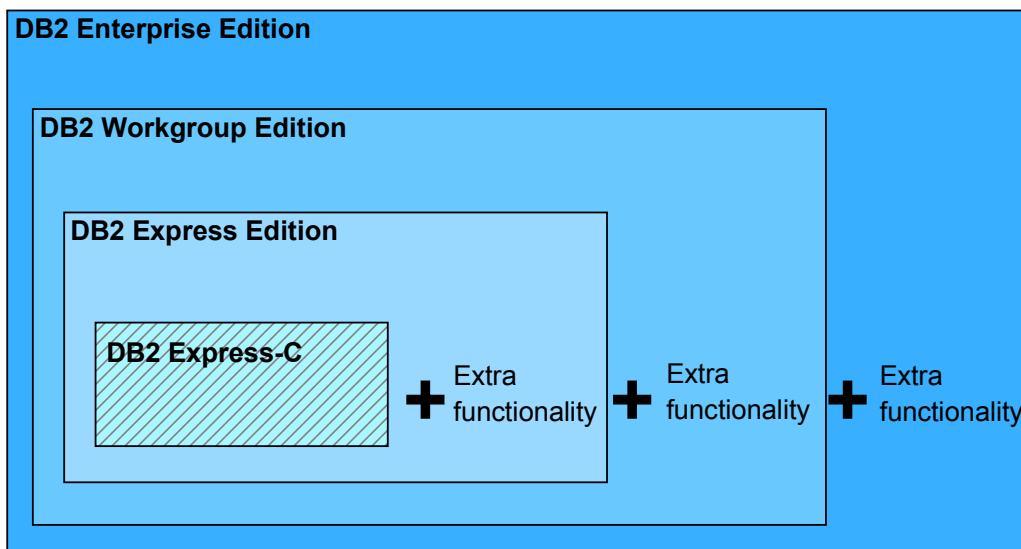 DB2 Enterprise Edition
DB2 Workgroup Edition
DB2 Express Edition
DB2 Express-C
Extra
functionality
Extra
functionality
Extra
functionality